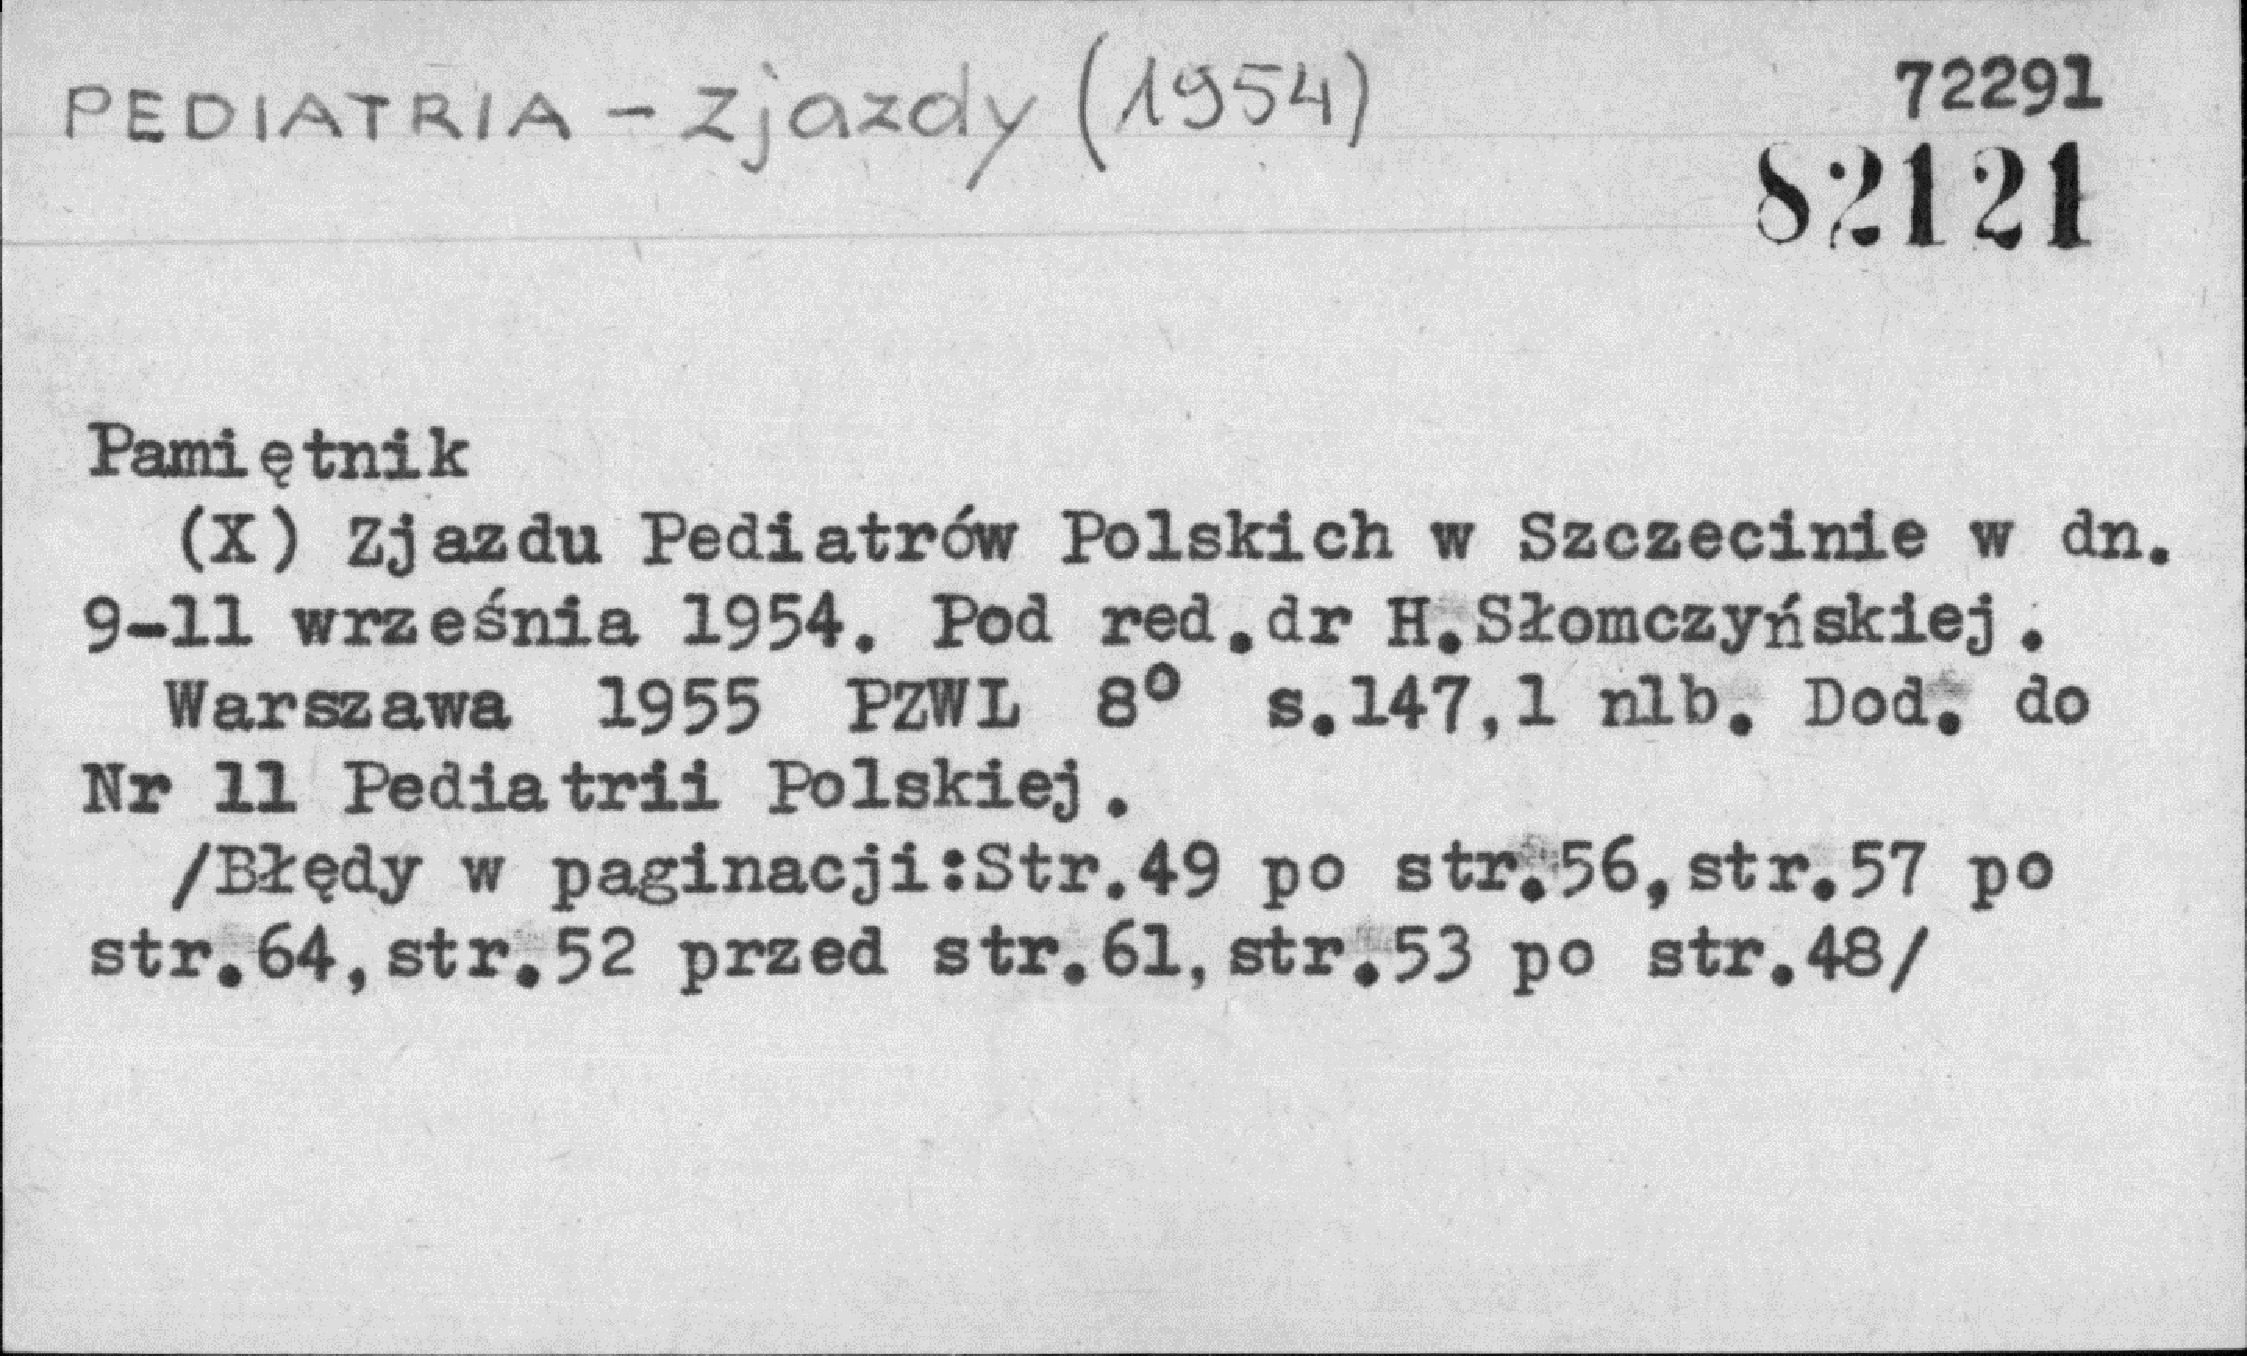 PEDIATRIA - Zjazdy (1954)
72291
82121
Pamiętnik
(X) Zjazdu Pediatrów Polskich w Szczecinie w dn.
9-11 września 1954. Pod red.dr H.Słomczyńskiej.
Warszawa 1955 PZWL 8° s.147,1 nlb. Dod. do
Nr 11 Pediatrii Polskiej.
/Błędy w paginacji:Str.49 po str.56,str.57 po
str.64,str.52 przed str.61,str.53 po str.48/